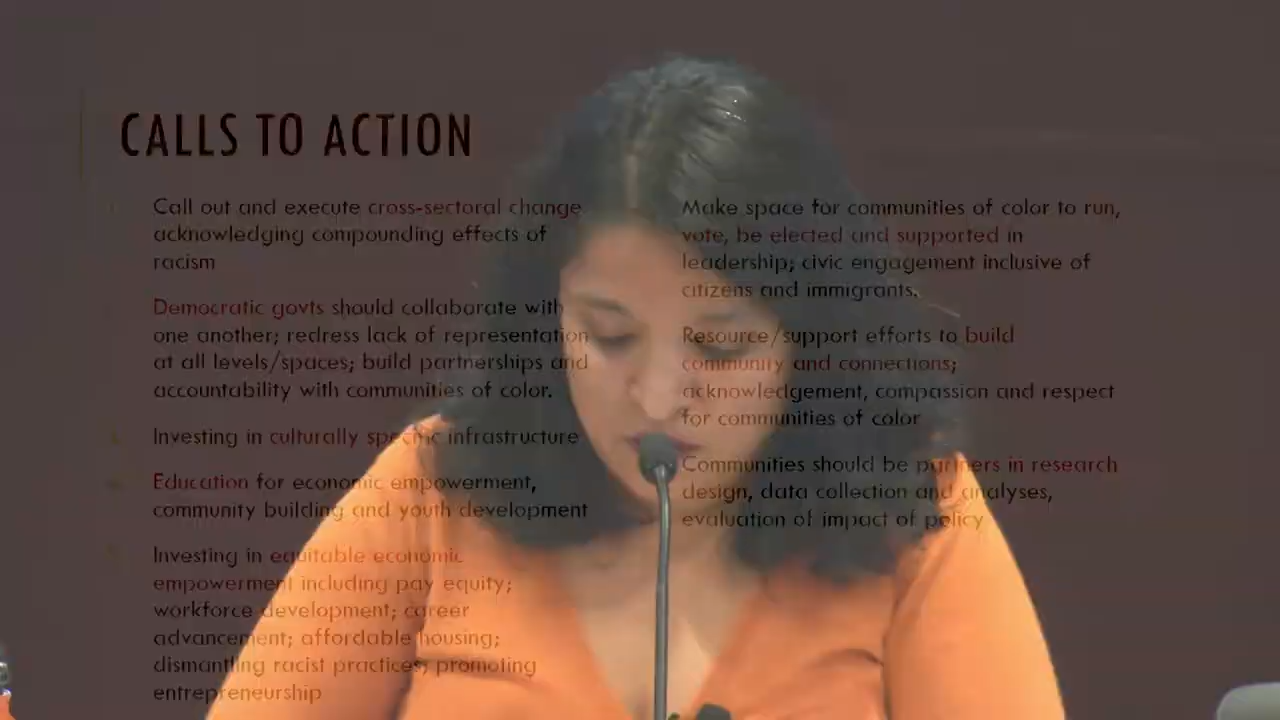 CALLS TO ACTION
Call out and execute cross-sectoral change
acknowledging compounding effects of
racism
Democratic govts should collaborate with
one another; redress lack of representation
at all levels/spaces; build partnerships and
accountability with communities of color.
Investing in culturally specific infrastructure
Education for economic empowerment,
community building and youth development
Investing in equitable economic
empowerment including pay equity;
workforce development; career
advancement; affordable housing;
dismantling racist practices; promoting
entrepreneurship
Make space for communities of color to run,
vote, be elected and supported in
leadership; civic engagement inclusive of
citizens and immigrants.
Resource/support efforts to build
community and connections;
acknowledgement, compassion and respect
for communities of color
Communities should be partners in research
design, data collection and analyses,
evaluation of impact of policy